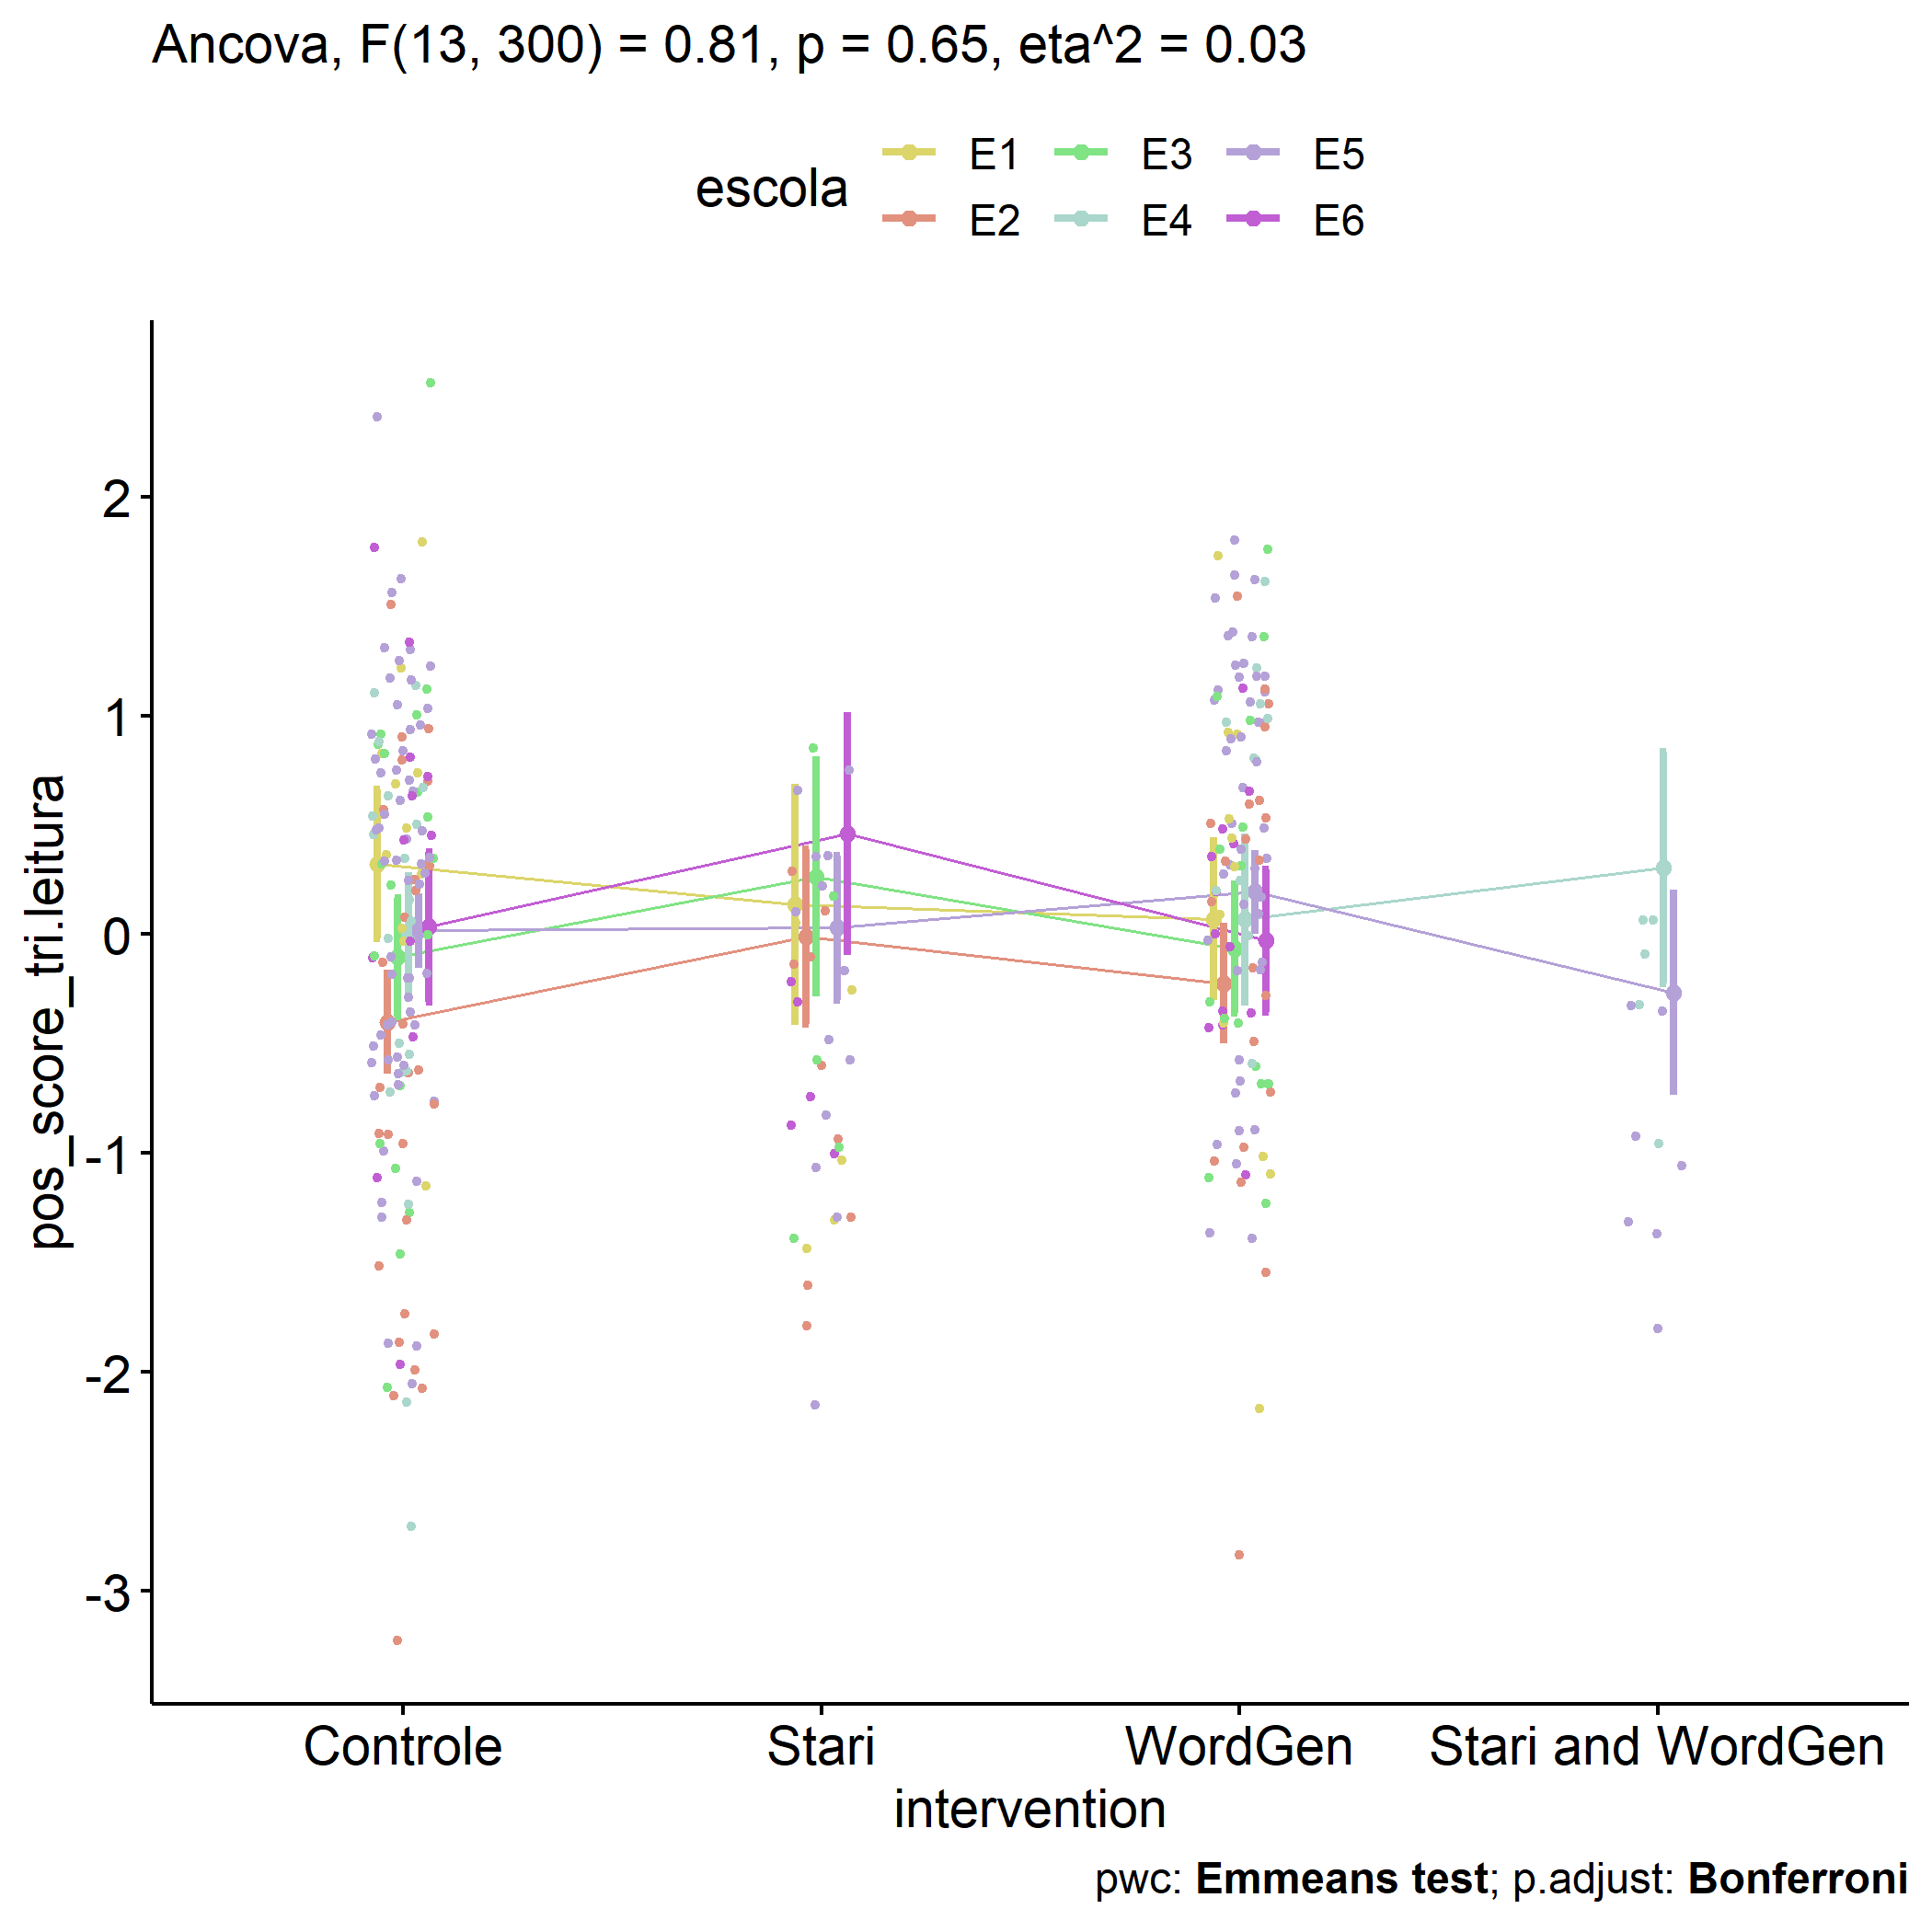 Ancova, F(13, 300) = 0.81, p = 0.65, eta^2 = 0.03
escola
E1 E3 E5
E2 E4 E6
pos_score_tri.leitura
2
1
0
-1
-2
-3
Controle Stari WordGen Stari and WordGen
intervention
pwc: Emmeans test; p.adjust: Bonferroni